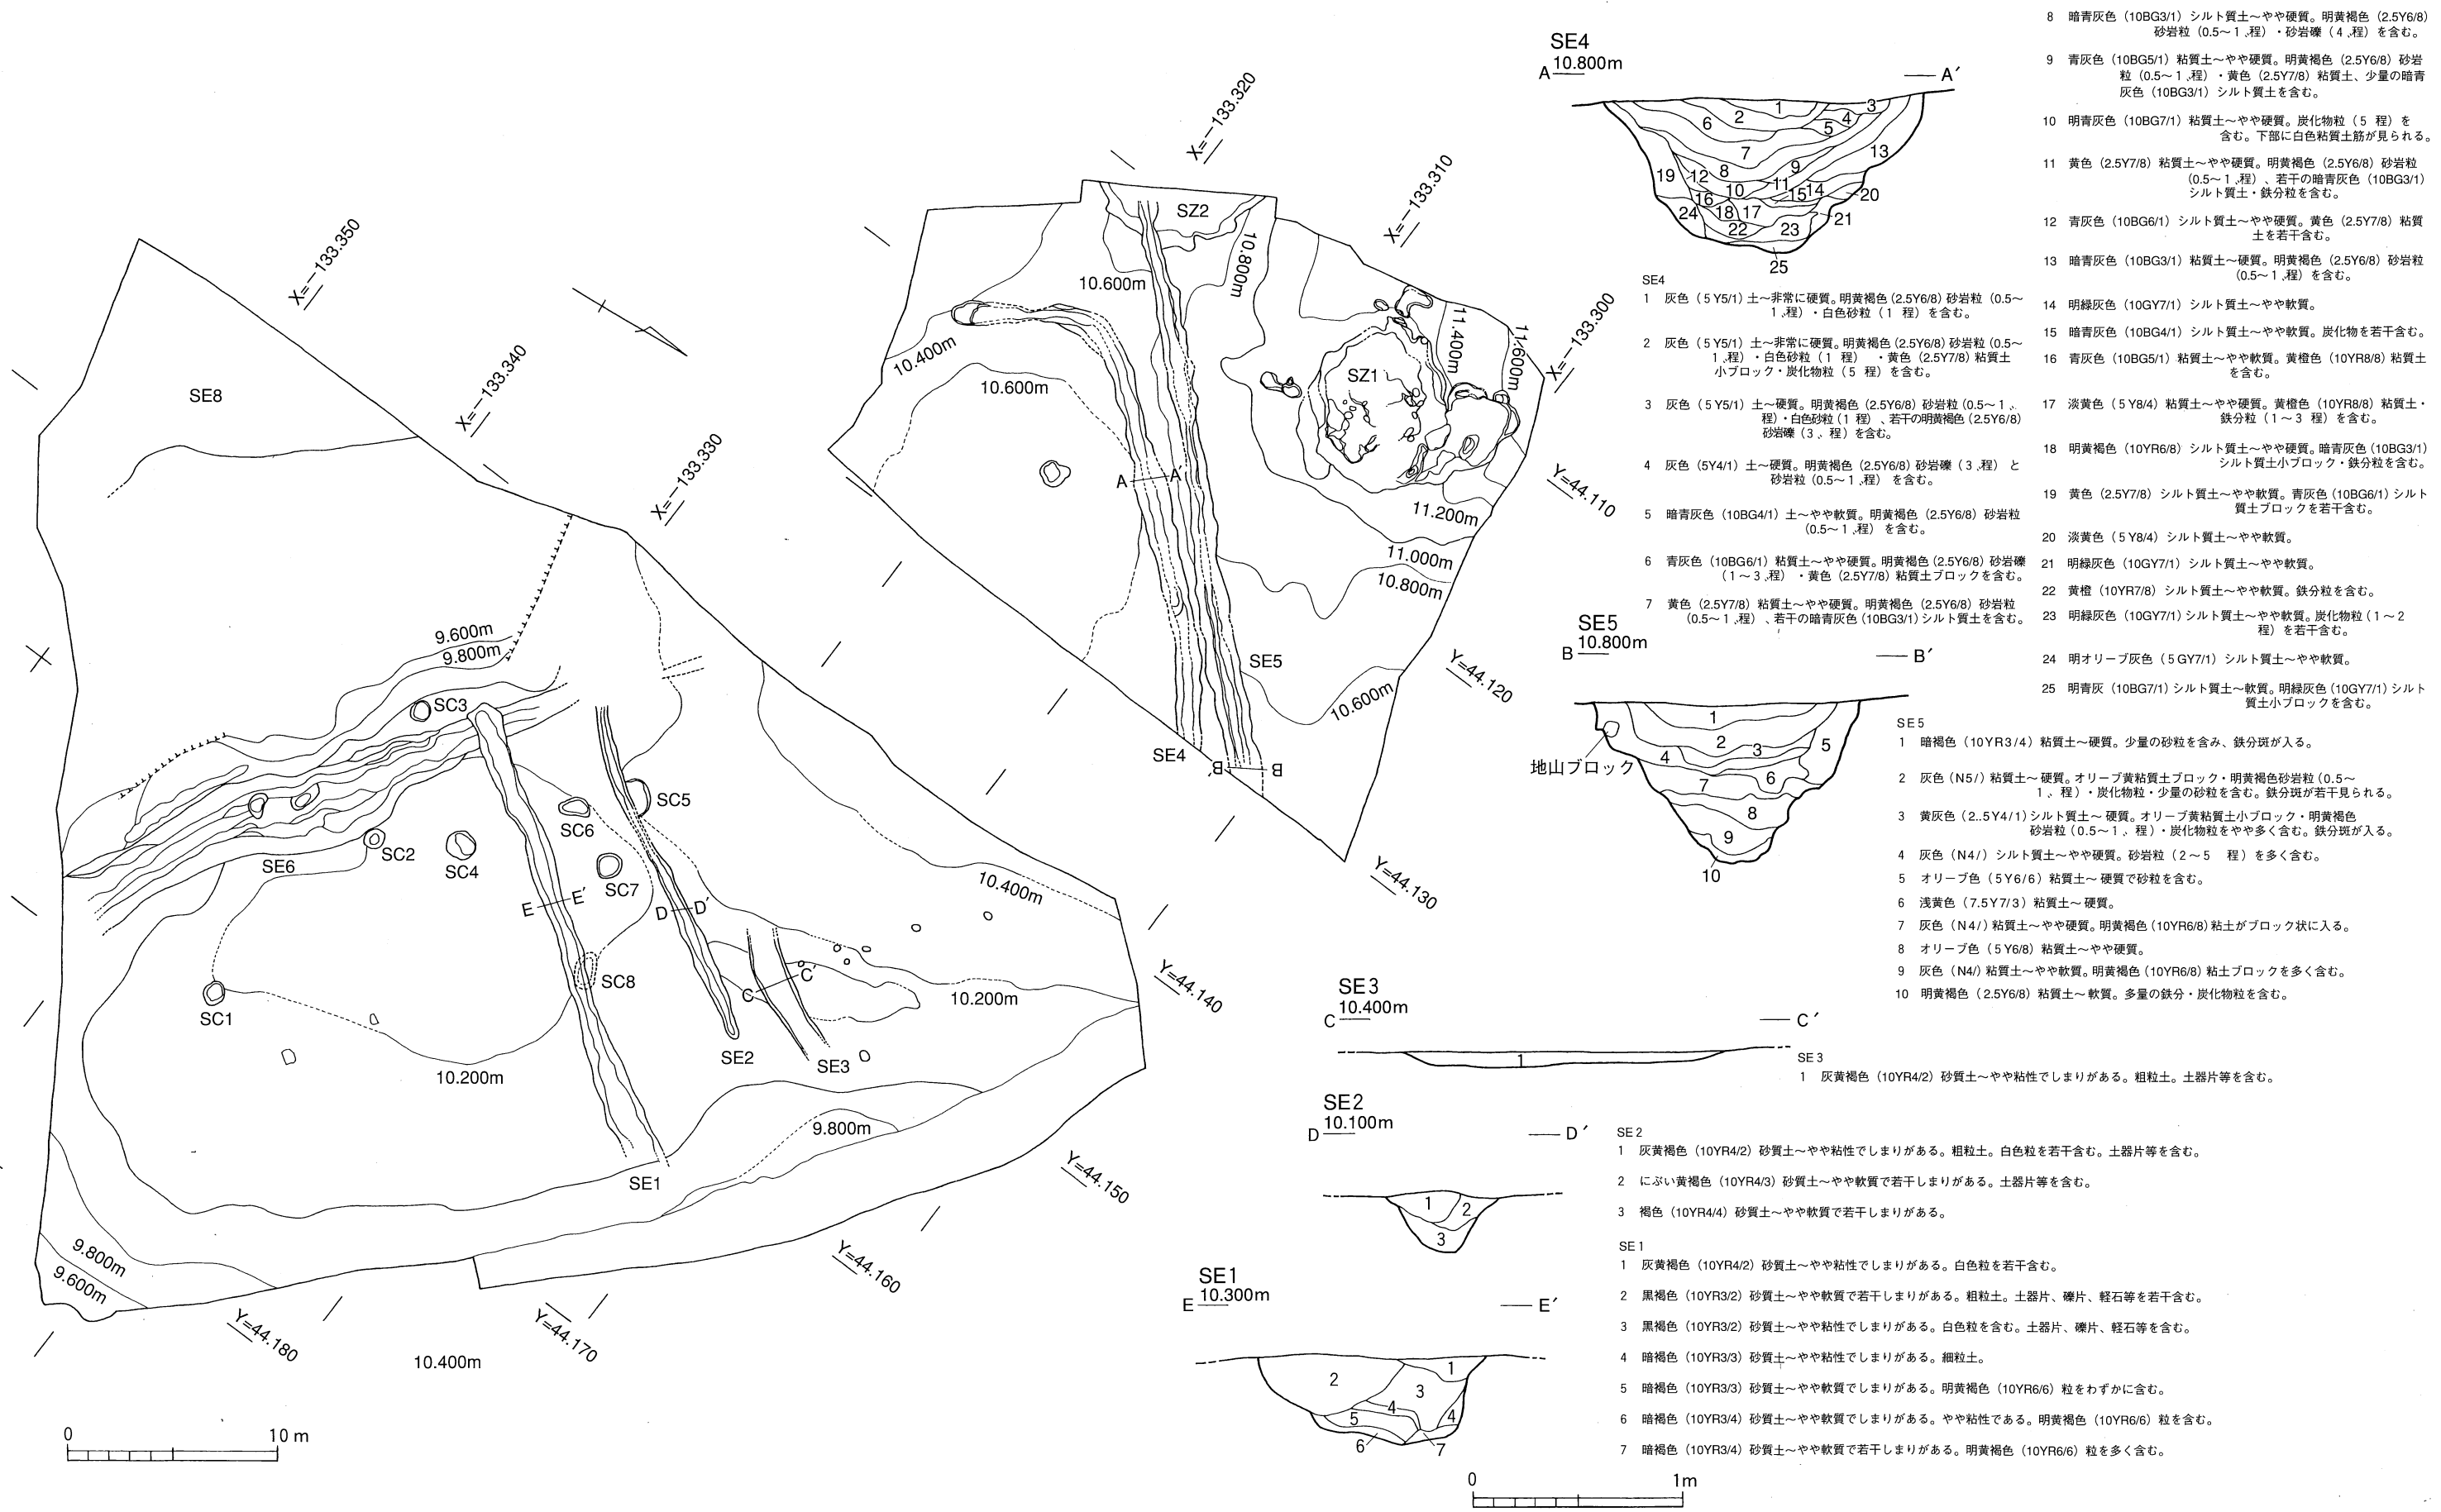 X=−133.350
X=−133.340
X=−133.330
X=−133.320
X=−133.310
X=−133.300
Y=44.110
Y=44.120
Y=44.130
Y=44.140
Y=44.150
Y=44.160
Y=44.170
Y=44.180
SE8
9.600m
9.800m
SC3
SC5
SC6
SC2
SC4
SC7
SE6
E
E′
D
D′
C
C′
SC8
SC1
SE2
SE3
10.200m
10.200m
10.400m
9.800m
SE1
9.800m
9.600m
10.400m
0
10 m
SZ2
10.800m
10.600m
10.400m
10.600m
11.400m
11.600m
SZ1
A
A′
11.200m
11.000m
10.800m
SE5
10.600m
SE4
B′
B
SE4
A
10.800m
A′
1
2
3
4
5
6
7
8
9
10
11
12
13
14
15
16
17
18
19
20
21
22
23
24
25
SE4
1 灰色（5Y5/1）土～非常に硬質。明黄褐色（2.5Y6/8）砂岩粒（0.5～
1 程）・白色砂粒（1 程）を含む。
2 灰色（5Y5/1）土～非常に硬質。明黄褐色（2.5Y6/8）砂岩粒（0.5～
1 程）・白色砂粒（1 程） ・黄色（2.5Y7/8）粘質土
小ブロック・炭化物粒（5 程）を含む。
3 灰色（5Y5/1）土～硬質。明黄褐色（2.5Y6/8）砂岩粒（0.5～1
程）・白色砂粒（1 程）、若干の明黄褐色（2.5Y6/8）
砂岩礫（3 程）を含む。
4 灰色（5Y4/1）土～硬質。明黄褐色（2.5Y6/8）砂岩礫（3 程）と
砂岩粒（0.5～1 程） を含む。
5 暗青灰色（10BG4/1）土～やや軟質。明黄褐色（2.5Y6/8）砂岩粒
（0.5～1 程） を含む。
6 青灰色（10BG6/1）粘質土～やや硬質。明黄褐色（2.5Y6/8）砂岩礫
（1～3 程） ・黄色（2.5Y7/8）粘質土ブロックを含む。
7 黄色（2.5Y7/8）粘質土～やや硬質。明黄褐色（2.5Y6/8）砂岩粒
（0.5～1 程）、若干の暗青灰色（10BG3/1）シルト質土を含む。
8 暗青灰色（10BG3/1）シルト質土～やや硬質。明黄褐色（2.5Y6/8）
砂岩粒（0.5～1 程）・砂岩礫（4 程）を含む。
9 青灰色（10BG5/1）粘質土～やや硬質。明黄褐色（2.5Y6/8）砂岩
粒（0.5～1 程）・黄色（2.5Y7/8）粘質土、少量の暗青
灰色（10BG3/1）シルト質土を含む。
10 明青灰色（10BG7/1）粘質土～やや硬質。炭化物粒（5 程）を
含む。下部に白色粘質土筋が見られる。
11 黄色（2.5Y7/8）粘質土～やや硬質。明黄褐色（2.5Y6/8）砂岩粒
（0.5～1 程）、若干の暗青灰色（10BG3/1）
シルト質土・鉄分粒を含む。
12 青灰色（10BG6/1）シルト質土～やや硬質。黄色（2.5Y7/8）粘質
土を若干含む。
13 暗青灰色（10BG3/1）粘質土～硬質。明黄褐色（2.5Y6/8）砂岩粒
（0.5～1 程）を含む。
14 明緑灰色（10GY7/1）シルト質土～やや軟質。
15 暗青灰色（10BG4/1）シルト質土～やや軟質。炭化物を若干含む。
16 青灰色（10BG5/1）粘質土～やや軟質。黄橙色（10YR8/8）粘質土
を含む。
17 淡黄色（5Y8/4）粘質土～やや硬質。黄橙色（10YR8/8）粘質土・
鉄分粒（1～3 程）を含む。
18 明黄褐色（10YR6/8）シルト質土～やや硬質。暗青灰色（10BG3/1）
シルト質土小ブロック・鉄分粒を含む。
19 黄色（2.5Y7/8）シルト質土～やや軟質。青灰色（10BG6/1）シルト
質土ブロックを若干含む。
20 淡黄色（5Y8/4）シルト質土～やや軟質。
21 明緑灰色（10GY7/1）シルト質土～やや軟質。
22 黄橙（10YR7/8）シルト質土～やや軟質。鉄分粒を含む。
23 明緑灰色（10GY7/1）シルト質土～やや軟質。炭化物粒（1～2
程）を若干含む。
24 明オリーブ灰色（5GY7/1）シルト質土～やや軟質。
25 明青灰（10BG7/1）シルト質土～軟質。明緑灰色（10GY7/1）シルト
質土小ブロックを含む。
SE5
B
10.800m
B′
地山ブロック
1
2
3
4
5
6
7
8
9
10
SE5
1 暗褐色（10YR3/4）粘質土～硬質。少量の砂粒を含み、鉄分斑が入る。
2 灰色（N5/）粘質土～硬質。オリーブ黄粘質土ブロック・明黄褐色砂岩粒（0.5～
1 程）・炭化物粒・少量の砂粒を含む。鉄分斑が若干見られる。
3 黄灰色（2..5Y4/1）シルト質土～硬質。オリーブ黄粘質土小ブロック・明黄褐色
砂岩粒（0.5～1 程）・炭化物粒をやや多く含む。鉄分斑が入る。
4 灰色（N4/）シルト質土～やや硬質。砂岩粒（2～5 程）を多く含む。
5 オリーブ色（5Y6/6）粘質土～硬質で砂粒を含む。
6 浅黄色（7.5Y7/3）粘質土～硬質。
7 灰色（N4/）粘質土～やや硬質。明黄褐色（10YR6/8）粘土がブロック状に入る。
8 オリーブ色（5Y6/8）粘質土～やや硬質。
9 灰色（N4/）粘質土～やや軟質。明黄褐色（10YR6/8）粘土ブロックを多く含む。
10 明黄褐色（2.5Y6/8）粘質土～軟質。多量の鉄分・炭化物粒を含む。
SE3
C
10.400m
C′
1
SE3
1 灰黄褐色（10YR4/2）砂質土～やや粘性でしまりがある。粗粒土。土器片等を含む。
SE2
D
10.100m
D′
1
2
3
SE2
1 灰黄褐色（10YR4/2）砂質土～やや粘性でしまりがある。粗粒土。白色粒を若干含む。土器片等を含む。
2 にぶい黄褐色（10YR4/3）砂質土～やや軟質で若干しまりがある。土器片等を含む。
3 褐色（10YR4/4）砂質土～やや軟質で若干しまりがある。
SE1
E
10.300m
E′
1
2
3
4
4
5
6
7
SE1
1 灰黄褐色（10YR4/2）砂質土～やや粘性でしまりがある。白色粒を若干含む。
2 黒褐色（10YR3/2）砂質土～やや軟質で若干しまりがある。粗粒土。土器片、礫片、軽石等を若干含む。
3 黒褐色（10YR3/2）砂質土～やや粘性でしまりがある。白色粒を含む。土器片、礫片、軽石等を含む。
4 暗褐色（10YR3/3）砂質土～やや粘性でしまりがある。細粒土。
5 暗褐色（10YR3/3）砂質土～やや軟質でしまりがある。明黄褐色（10YR6/6）粒をわずかに含む。
6 暗褐色（10YR3/4）砂質土～やや軟質でしまりがある。やや粘性である。明黄褐色（10YR6/6）粒を含む。
7 暗褐色（10YR3/4）砂質土～やや軟質で若干しまりがある。明黄褐色（10YR6/6）粒を多く含む。
0
1m